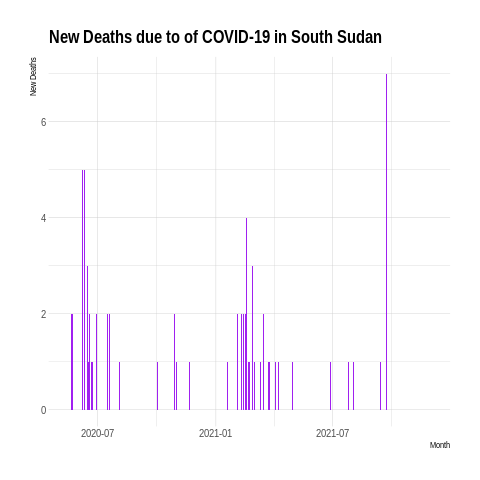 New Deaths due to of COVID-19 in South Sudan
New Deaths
6
4
2
0
2020-07
2021-01
2021-07
Month